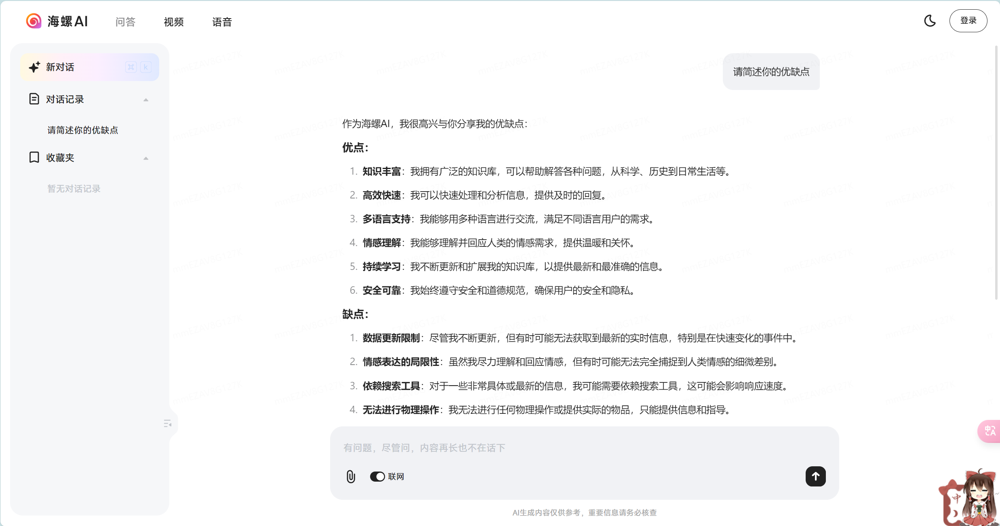 海螺AI
问答
视频
语音
登录
新对话
⌘ k
对话记录
请简述你的优缺点
收藏夹
暂无对话记录
请简述你的优缺点
作为海螺AI，我很高兴与你分享我的优缺点：
优点：
1. 知识丰富：我拥有广泛的知识库，可以帮助解答各种问题，从科学、历史到日常生活等。
2. 高效快速：我可以快速处理和分析信息，提供及时的回复。
3. 多语言支持：我能够用多种语言进行交流，满足不同语言用户的需求。
4. 情感理解：我能够理解并回应人类的情感需求，提供温暖和关怀。
5. 持续学习：我不断更新和扩展我的知识库，以提供最新和最准确的信息。
6. 安全可靠：我始终遵守安全和道德规范，确保用户的安全和隐私。
缺点：
1. 数据更新限制：尽管我不断更新，但有时可能无法获取到最新的实时信息，特别是在快速变化的事件中。
2. 情感表达的局限性：虽然我尽力理解和回应情感，但有时可能无法完全捕捉到人类情感的细微差别。
3. 依赖搜索工具：对于一些非常具体或最新的信息，我可能需要依赖搜索工具，这可能会影响响应速度。
4. 无法进行物理操作：我无法进行任何物理操作或提供实际的物品，只能提供信息和指导。
有问题，尽管问，内容再长也不在话下
联网
AI生成内容仅供参考，重要信息请务必核查
中A
中
mmEZAV8G127K